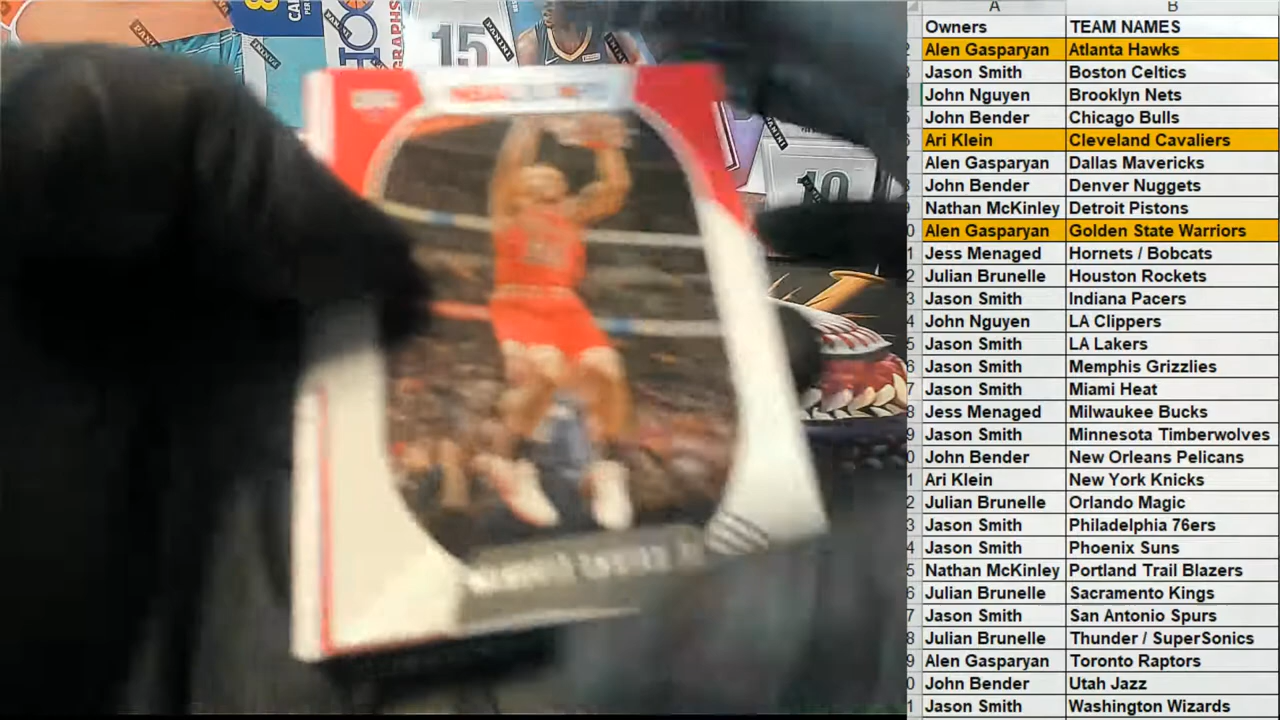 A B
Owners TEAM NAMES
Alen Gasparyan Atlanta Hawks
Jason Smith Boston Celtics
John Nguyen Brooklyn Nets
John Bender Chicago Bulls
Ari Klein Cleveland Cavaliers
Alen Gasparyan Dallas Mavericks
John Bender Denver Nuggets
Nathan McKinley Detroit Pistons
Alen Gasparyan Golden State Warriors
Jess Menaged Hornets / Bobcats
Julian Brunelle Houston Rockets
Jason Smith Indiana Pacers
John Nguyen LA Clippers
Jason Smith LA Lakers
Jason Smith Memphis Grizzlies
Jason Smith Miami Heat
Jess Menaged Milwaukee Bucks
Jason Smith Minnesota Timberwolves
John Bender New Orleans Pelicans
Ari Klein New York Knicks
Julian Brunelle Orlando Magic
Jason Smith Philadelphia 76ers
Jason Smith Phoenix Suns
Nathan McKinley Portland Trail Blazers
Julian Brunelle Sacramento Kings
Jason Smith San Antonio Spurs
Julian Brunelle Thunder / SuperSonics
Alen Gasparyan Toronto Raptors
John Bender Utah Jazz
Jason Smith Washington Wizards
PANINI
PANINI
15
PANINI
PANINI
PANINI
10